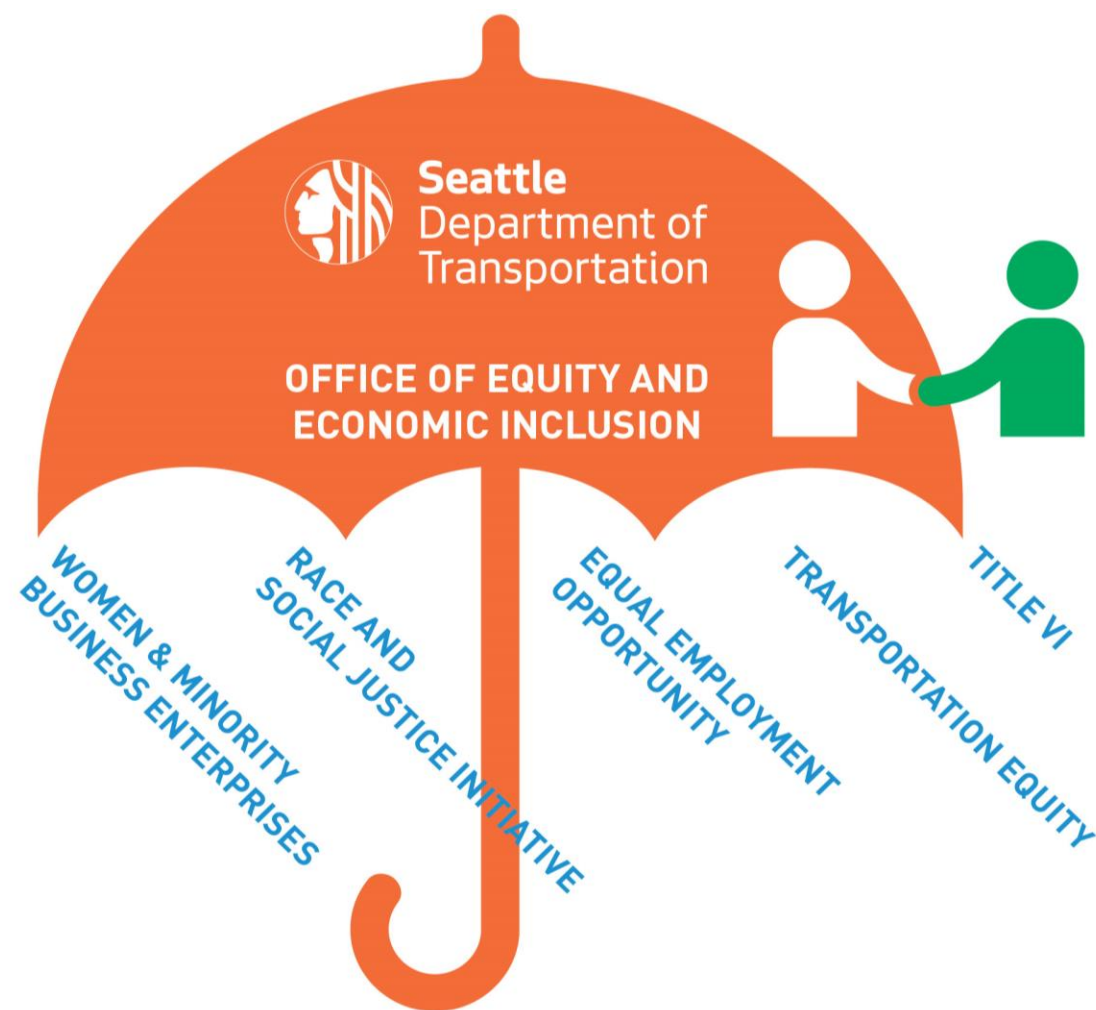 Seattle
Department of
Transportation
OFFICE OF EQUITY AND
ECONOMIC INCLUSION
WOMEN & MINORITY
BUSINESS ENTERPRISES
RACE AND
SOCIAL JUSTICE INITIATIVE
EQUAL EMPLOYMENT
OPPORTUNITY
TRANSPORTATION EQUITY
TITLE VI